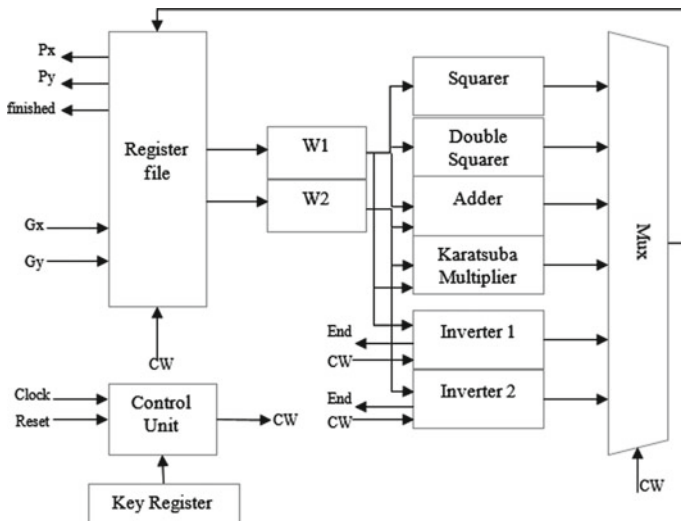 Px
Py
finished
Register
file
Gx
Gy
CW
W1
W2
Squarer
Double
Squarer
Adder
Karatsuba
Multiplier
End
CW
Inverter 1
End
CW
Inverter 2
Mux
CW
Clock
Reset
Control
Unit
CW
Key Register